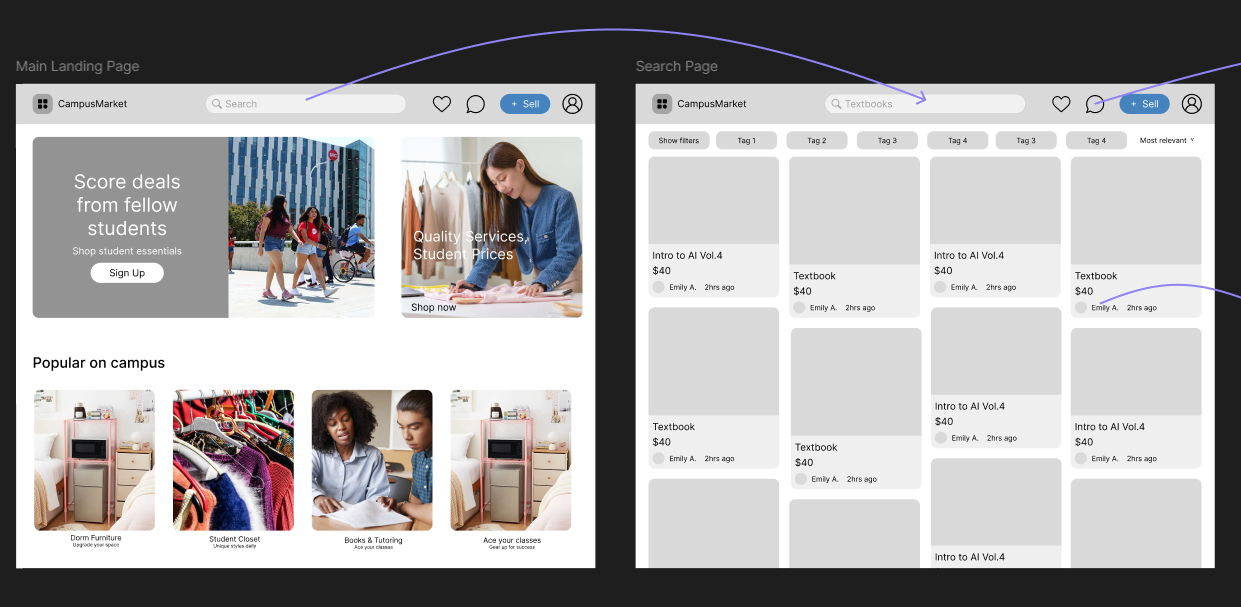 Main Landing Page
CampusMarket
Search
+ Sell
Score deals
from fellow
students
Shop student essentials
Sign Up
Quality Services,
Student Prices
Shop now
Popular on campus
Dorm Furniture
Upgrade your space
Student Closet
Unique styles daily
Books & Tutoring
Ace your classes
Ace your classes
Gear up for success
Search Page
CampusMarket
Textbooks
+ Sell
Show filters
Tag 1
Tag 2
Tag 3
Tag 4
Tag 3
Tag 4
Most relevant
Intro to AI Vol.4
$40
Emily A. 2hrs ago
Textbook
$40
Emily A. 2hrs ago
Intro to AI Vol.4
$40
Emily A. 2hrs ago
Textbook
$40
Emily A. 2hrs ago
Textbook
$40
Emily A. 2hrs ago
Textbook
$40
Emily A. 2hrs ago
Intro to AI Vol.4
$40
Emily A. 2hrs ago
Intro to AI Vol.4
$40
Emily A. 2hrs ago
Intro to AI Vol.4